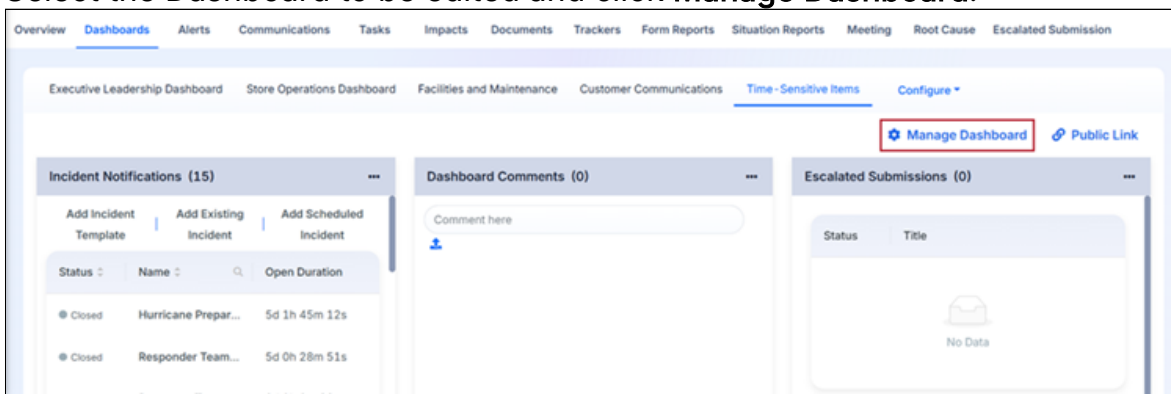 Select the Dashboard to be edited and click Manage Dashboard.
Overview Dashboards Alerts Communications Tasks Impacts Documents Trackers Form Reports Situation Reports Meeting Root Cause Escalated Submission
Executive Leadership Dashboard Store Operations Dashboard Facilities and Maintenance Customer Communications Time-Sensitive Items Configure
Manage Dashboard Public Link
Incident Notifications (15) ••• Dashboard Comments (0) ••• Escalated Submissions (0) •••
Add Incident Template | Add Existing Incident | Add Scheduled Incident
Comment here
Status Title
Status Name Open Duration
Closed Hurricane Prepar... 5d 1h 45m 12s
No Data
Closed Responder Team... 5d 0h 28m 51s